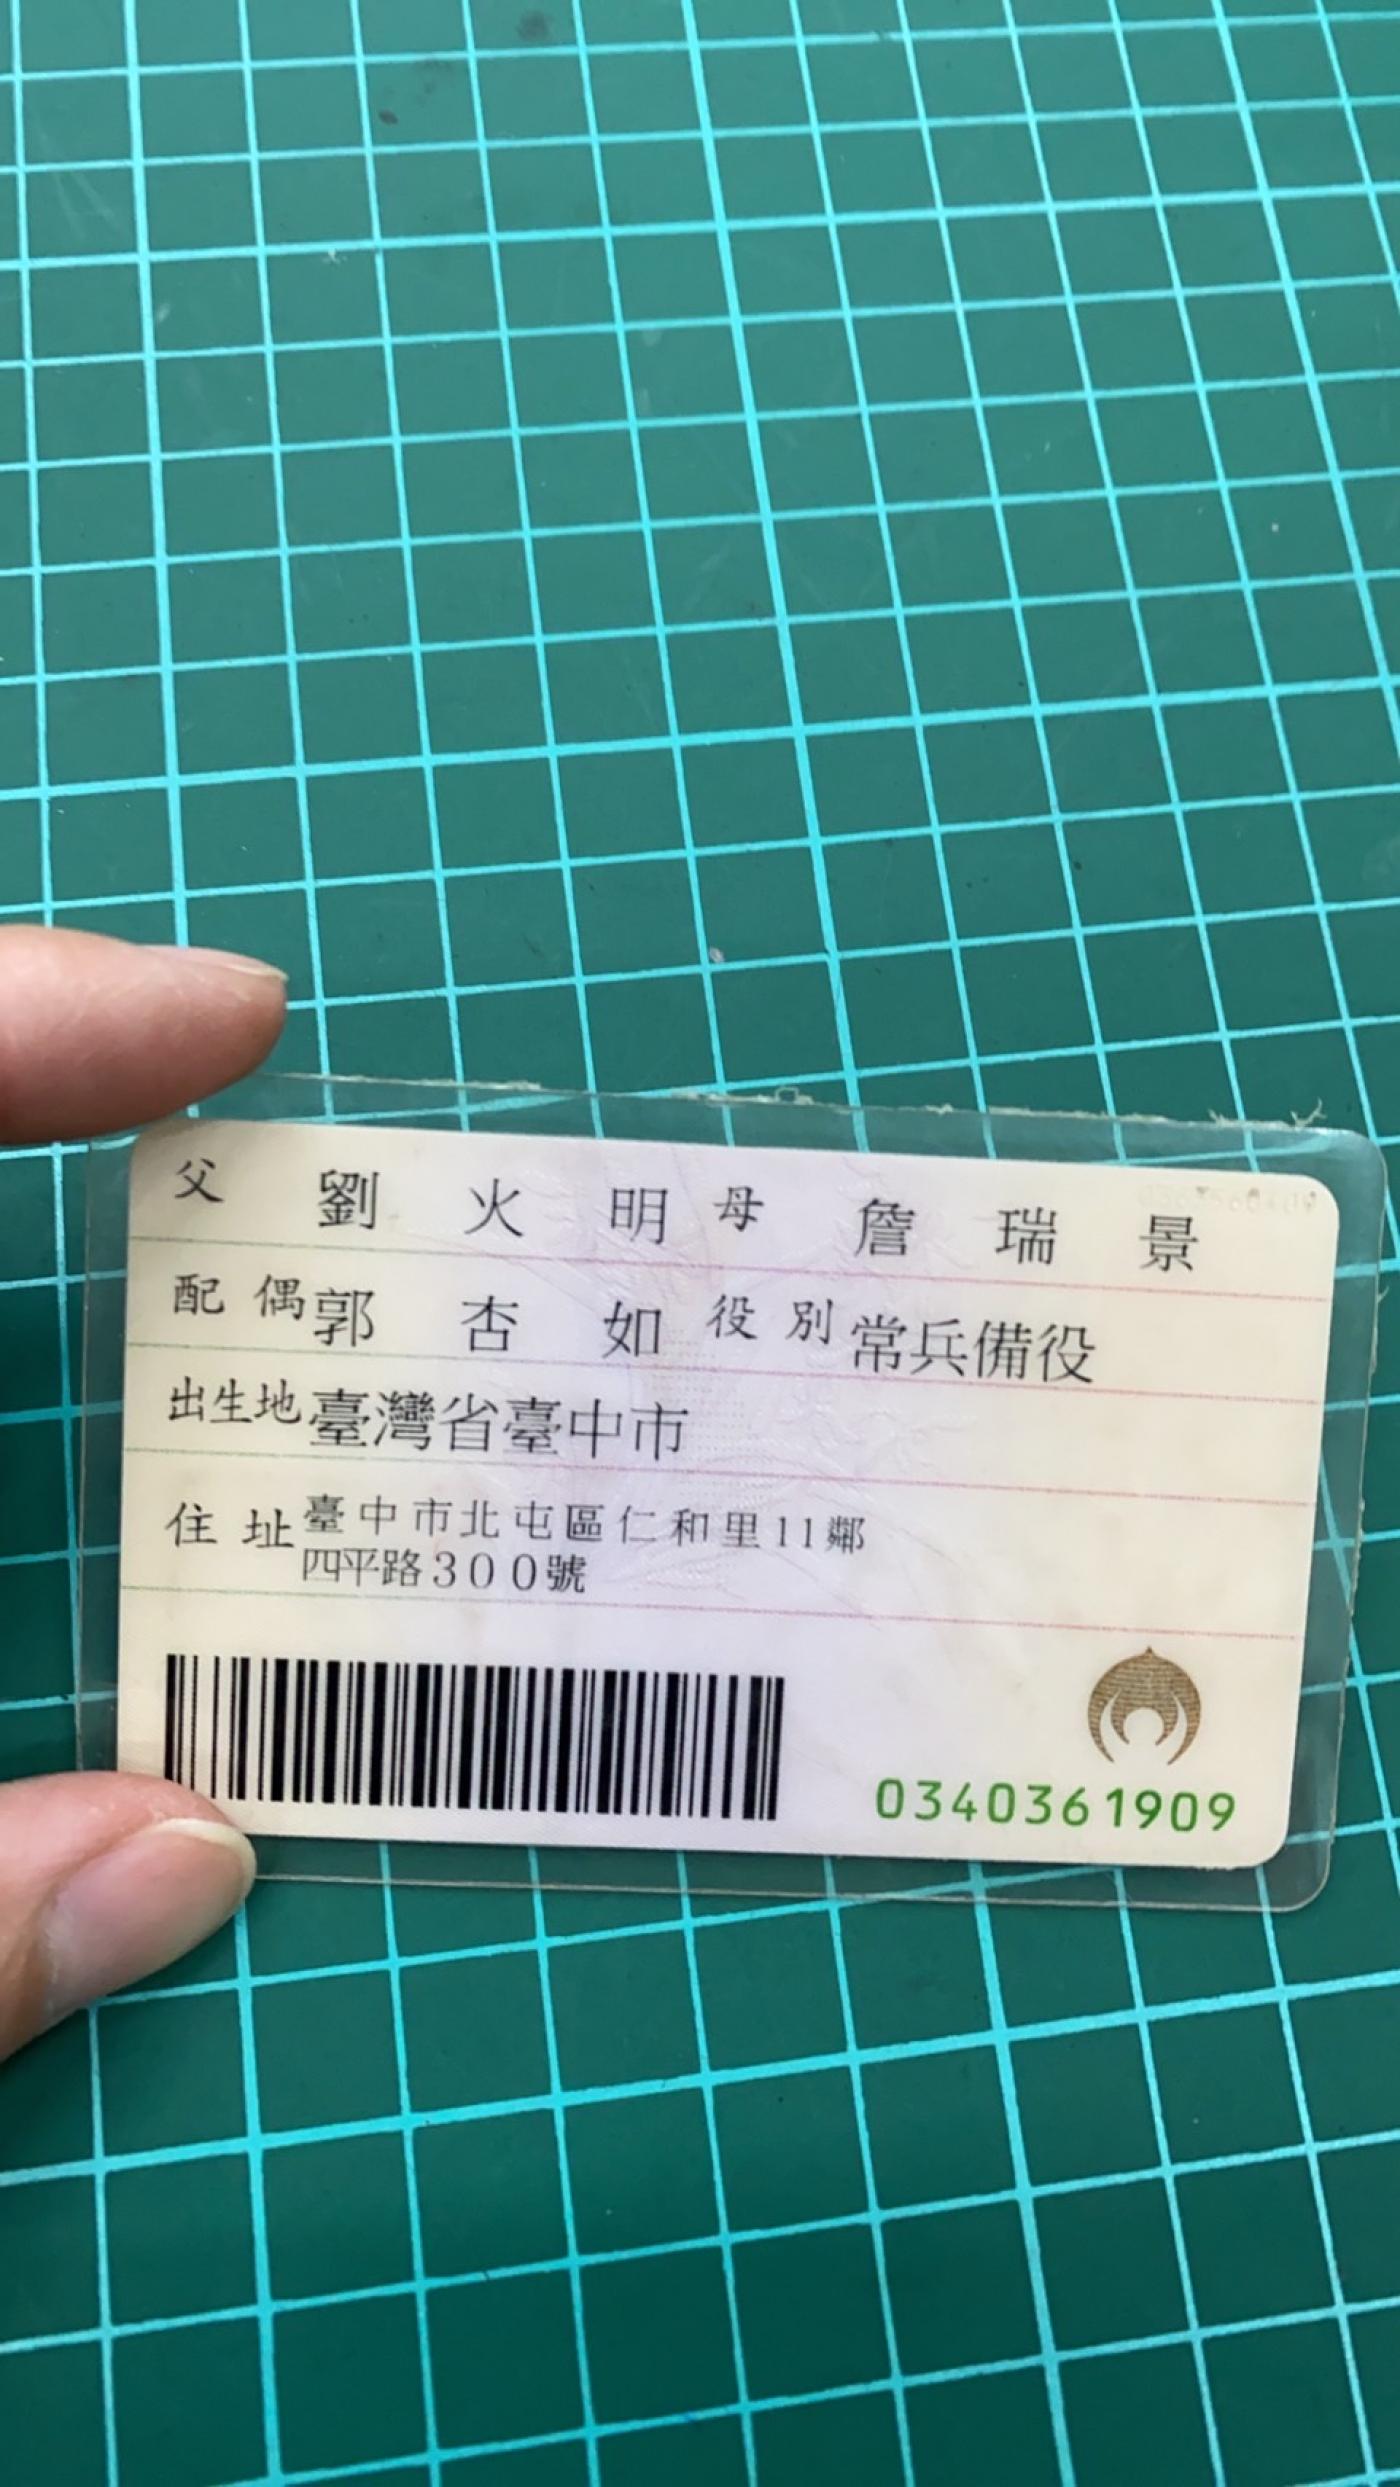 父 劉火明 母 詹瑞景
配偶 郭杏如 役別 常兵備役
出生地 臺灣省臺中市
住址 臺中市北屯區仁和里11鄰
四平路300號
0340361909